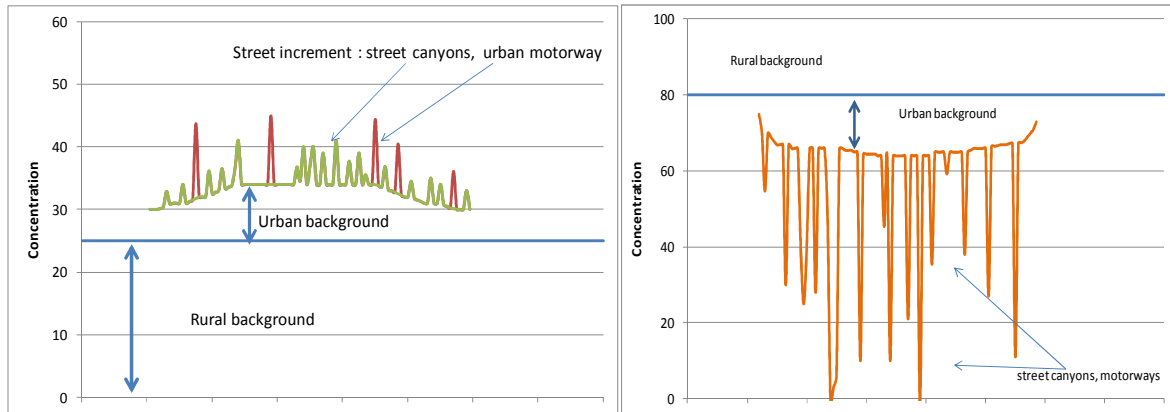 60
50
40
30
20
10
0
Concentration
Street increment : street canyons, urban motorway
Urban background
Rural background
100
80
60
40
20
0
Concentration
Rural background
Urban background
street canyons, motorways